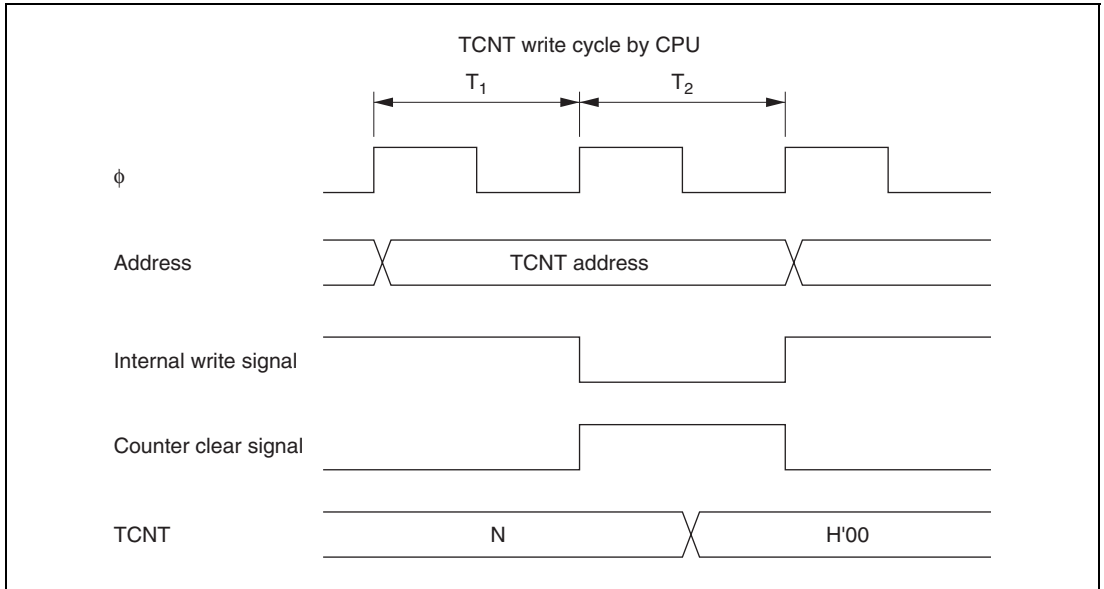 TCNT write cycle by CPU
T1 T2
ϕ
Address TCNT address
Internal write signal
Counter clear signal
TCNT N H'00